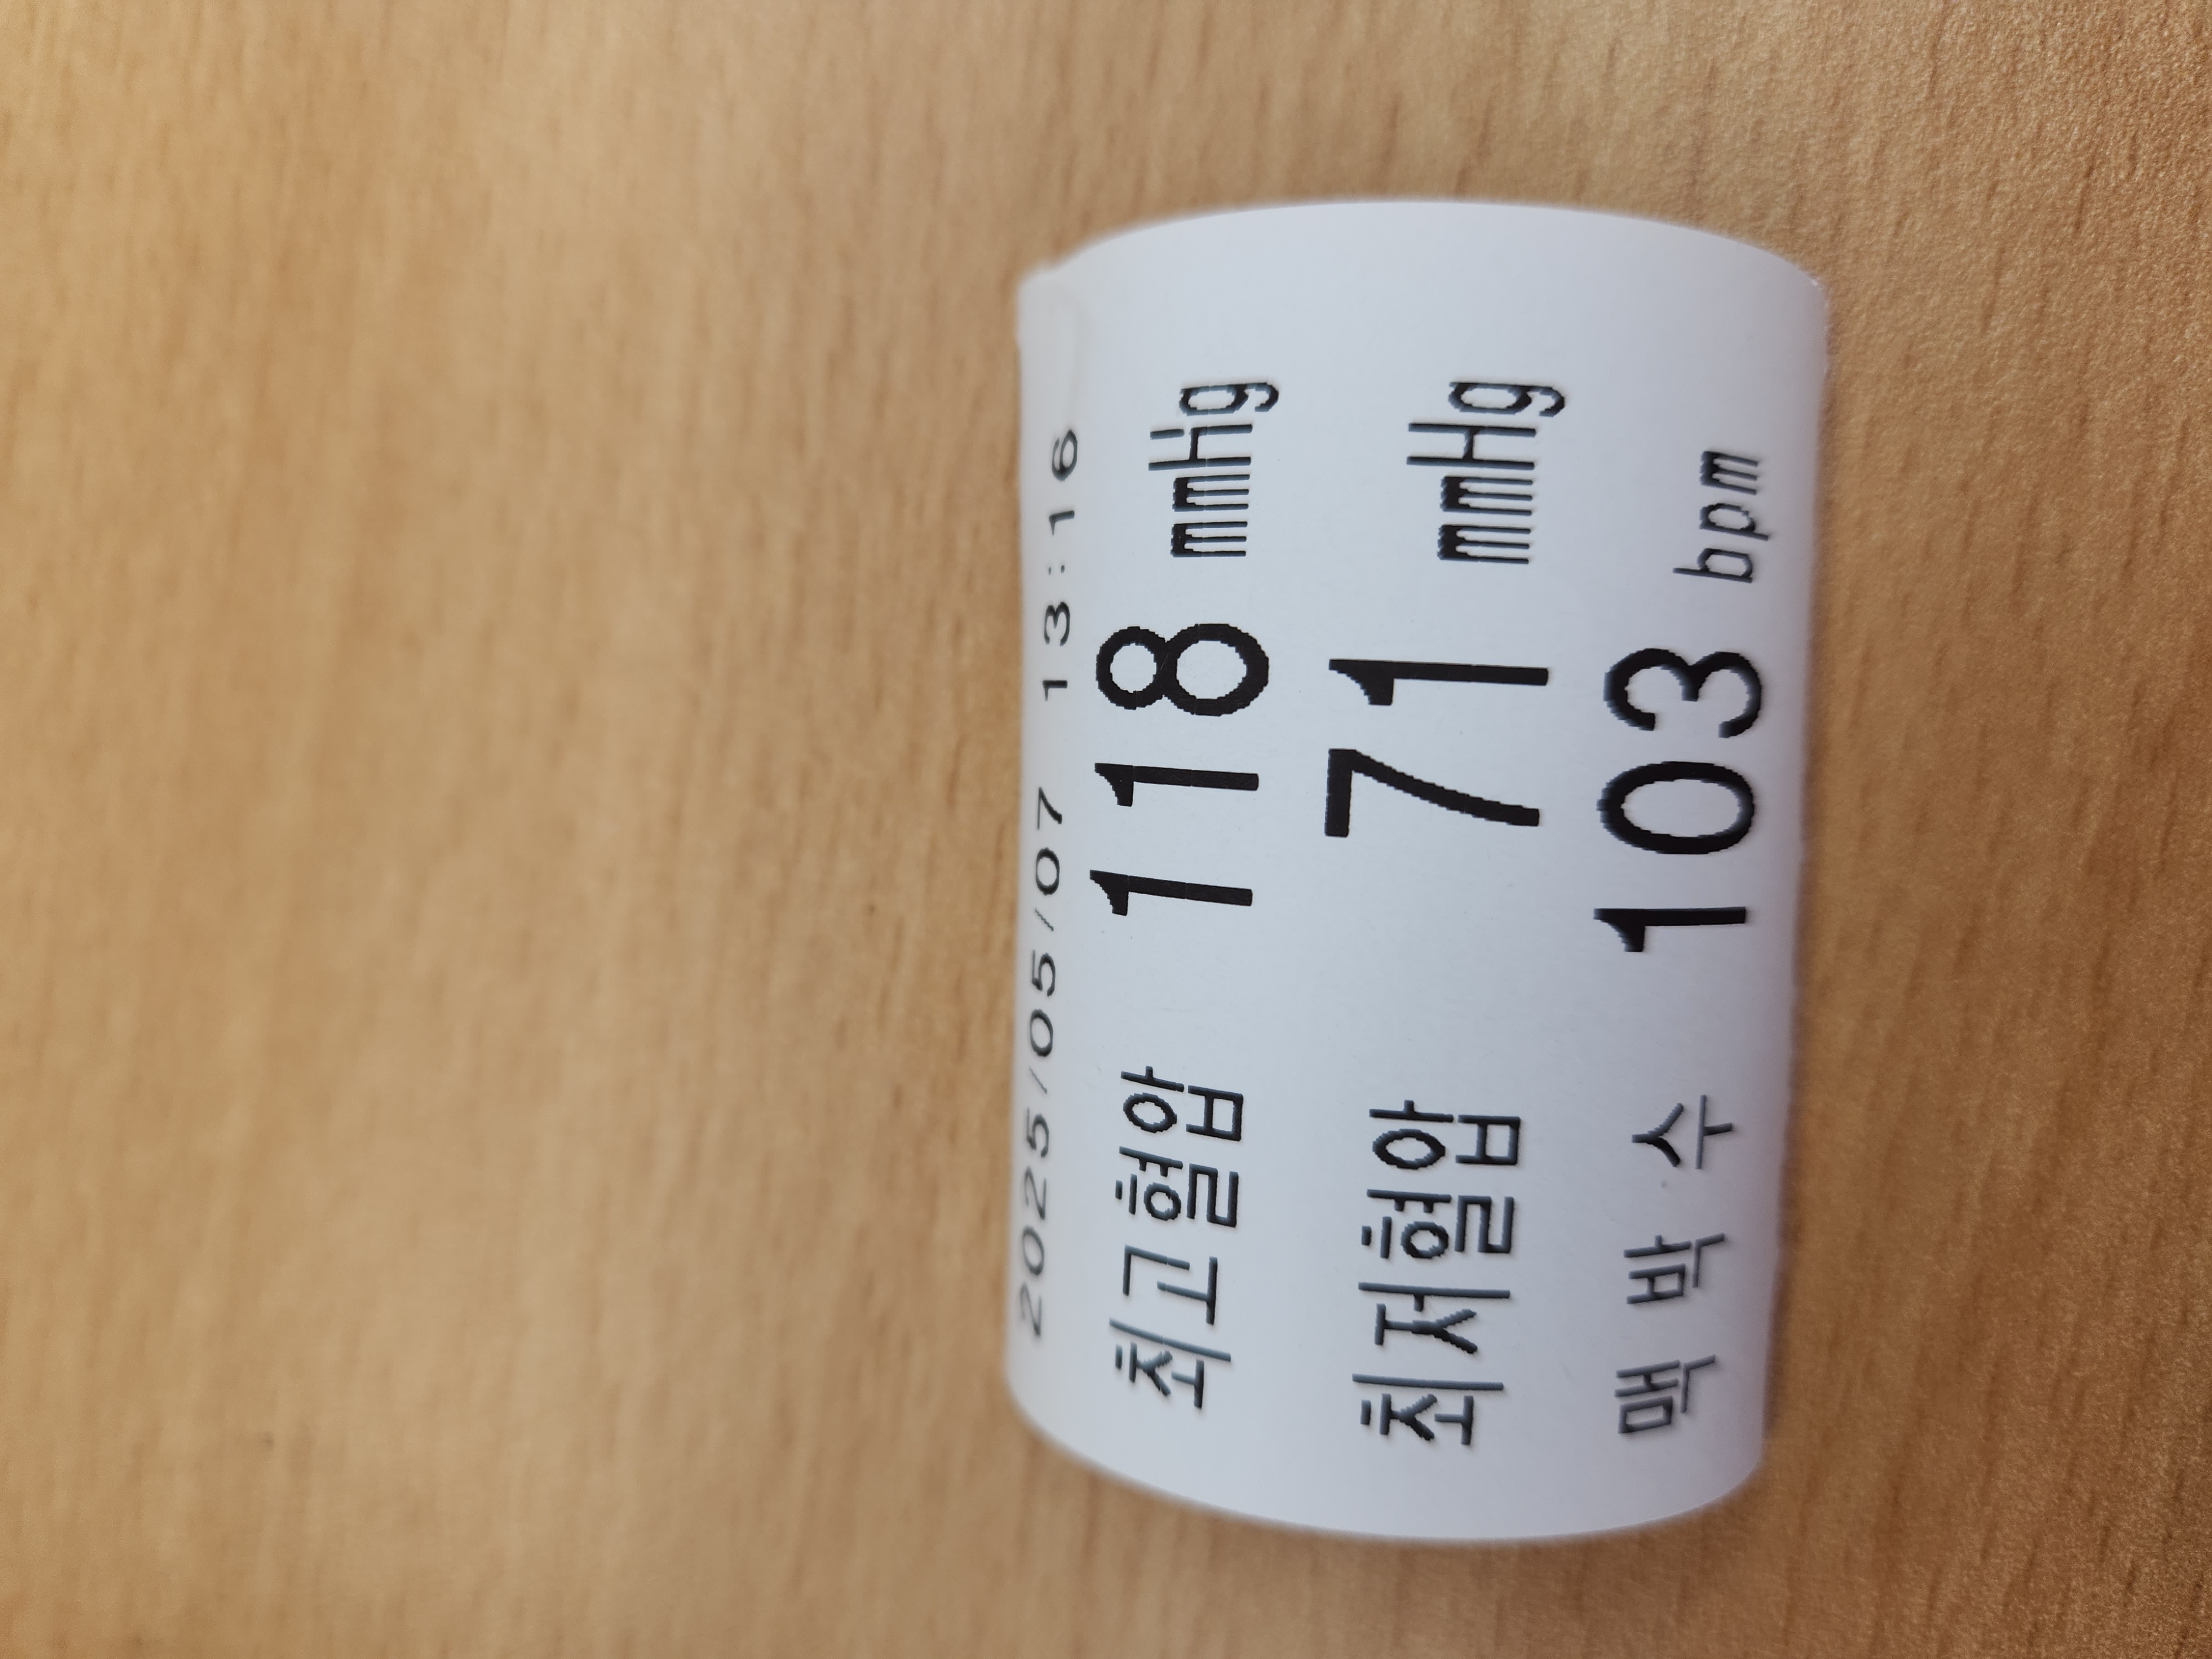 2025/05/07 13:16
최고혈압 118 mmHg
최저혈압 71 mmHg
맥박수 103 bpm